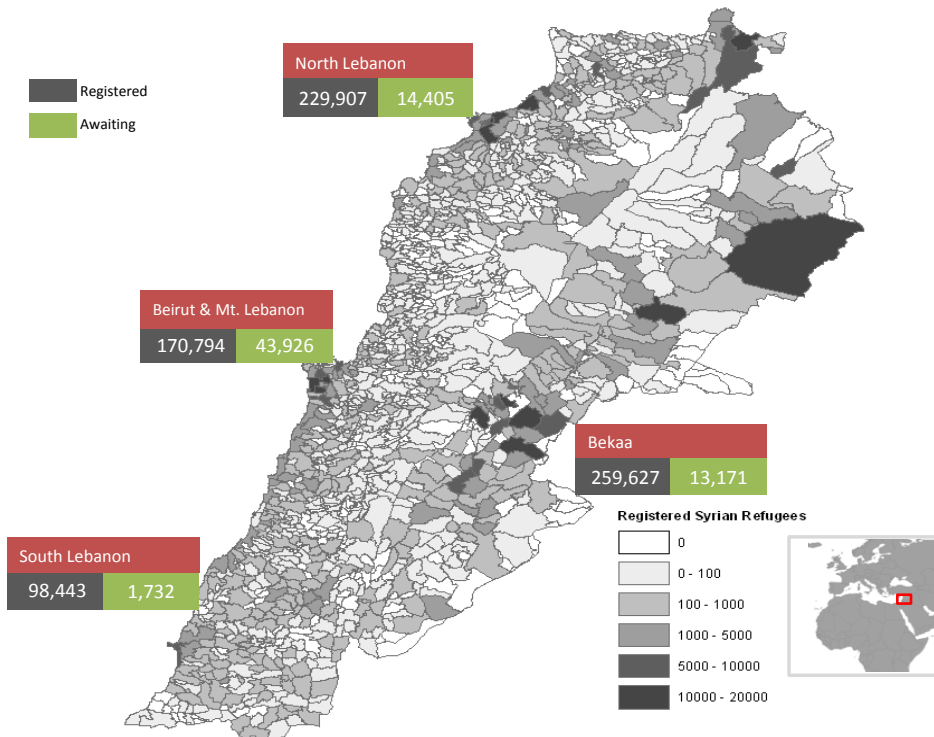 North Lebanon
229,907 14,405
Registered
Awaiting
Beirut & Mt. Lebanon
170,794 43,926
Bekaa
259,627 13,171
South Lebanon
98,443 1,732
Registered Syrian Refugees
0
0 - 100
100 - 1000
1000 - 5000
5000 - 10000
10000 - 20000